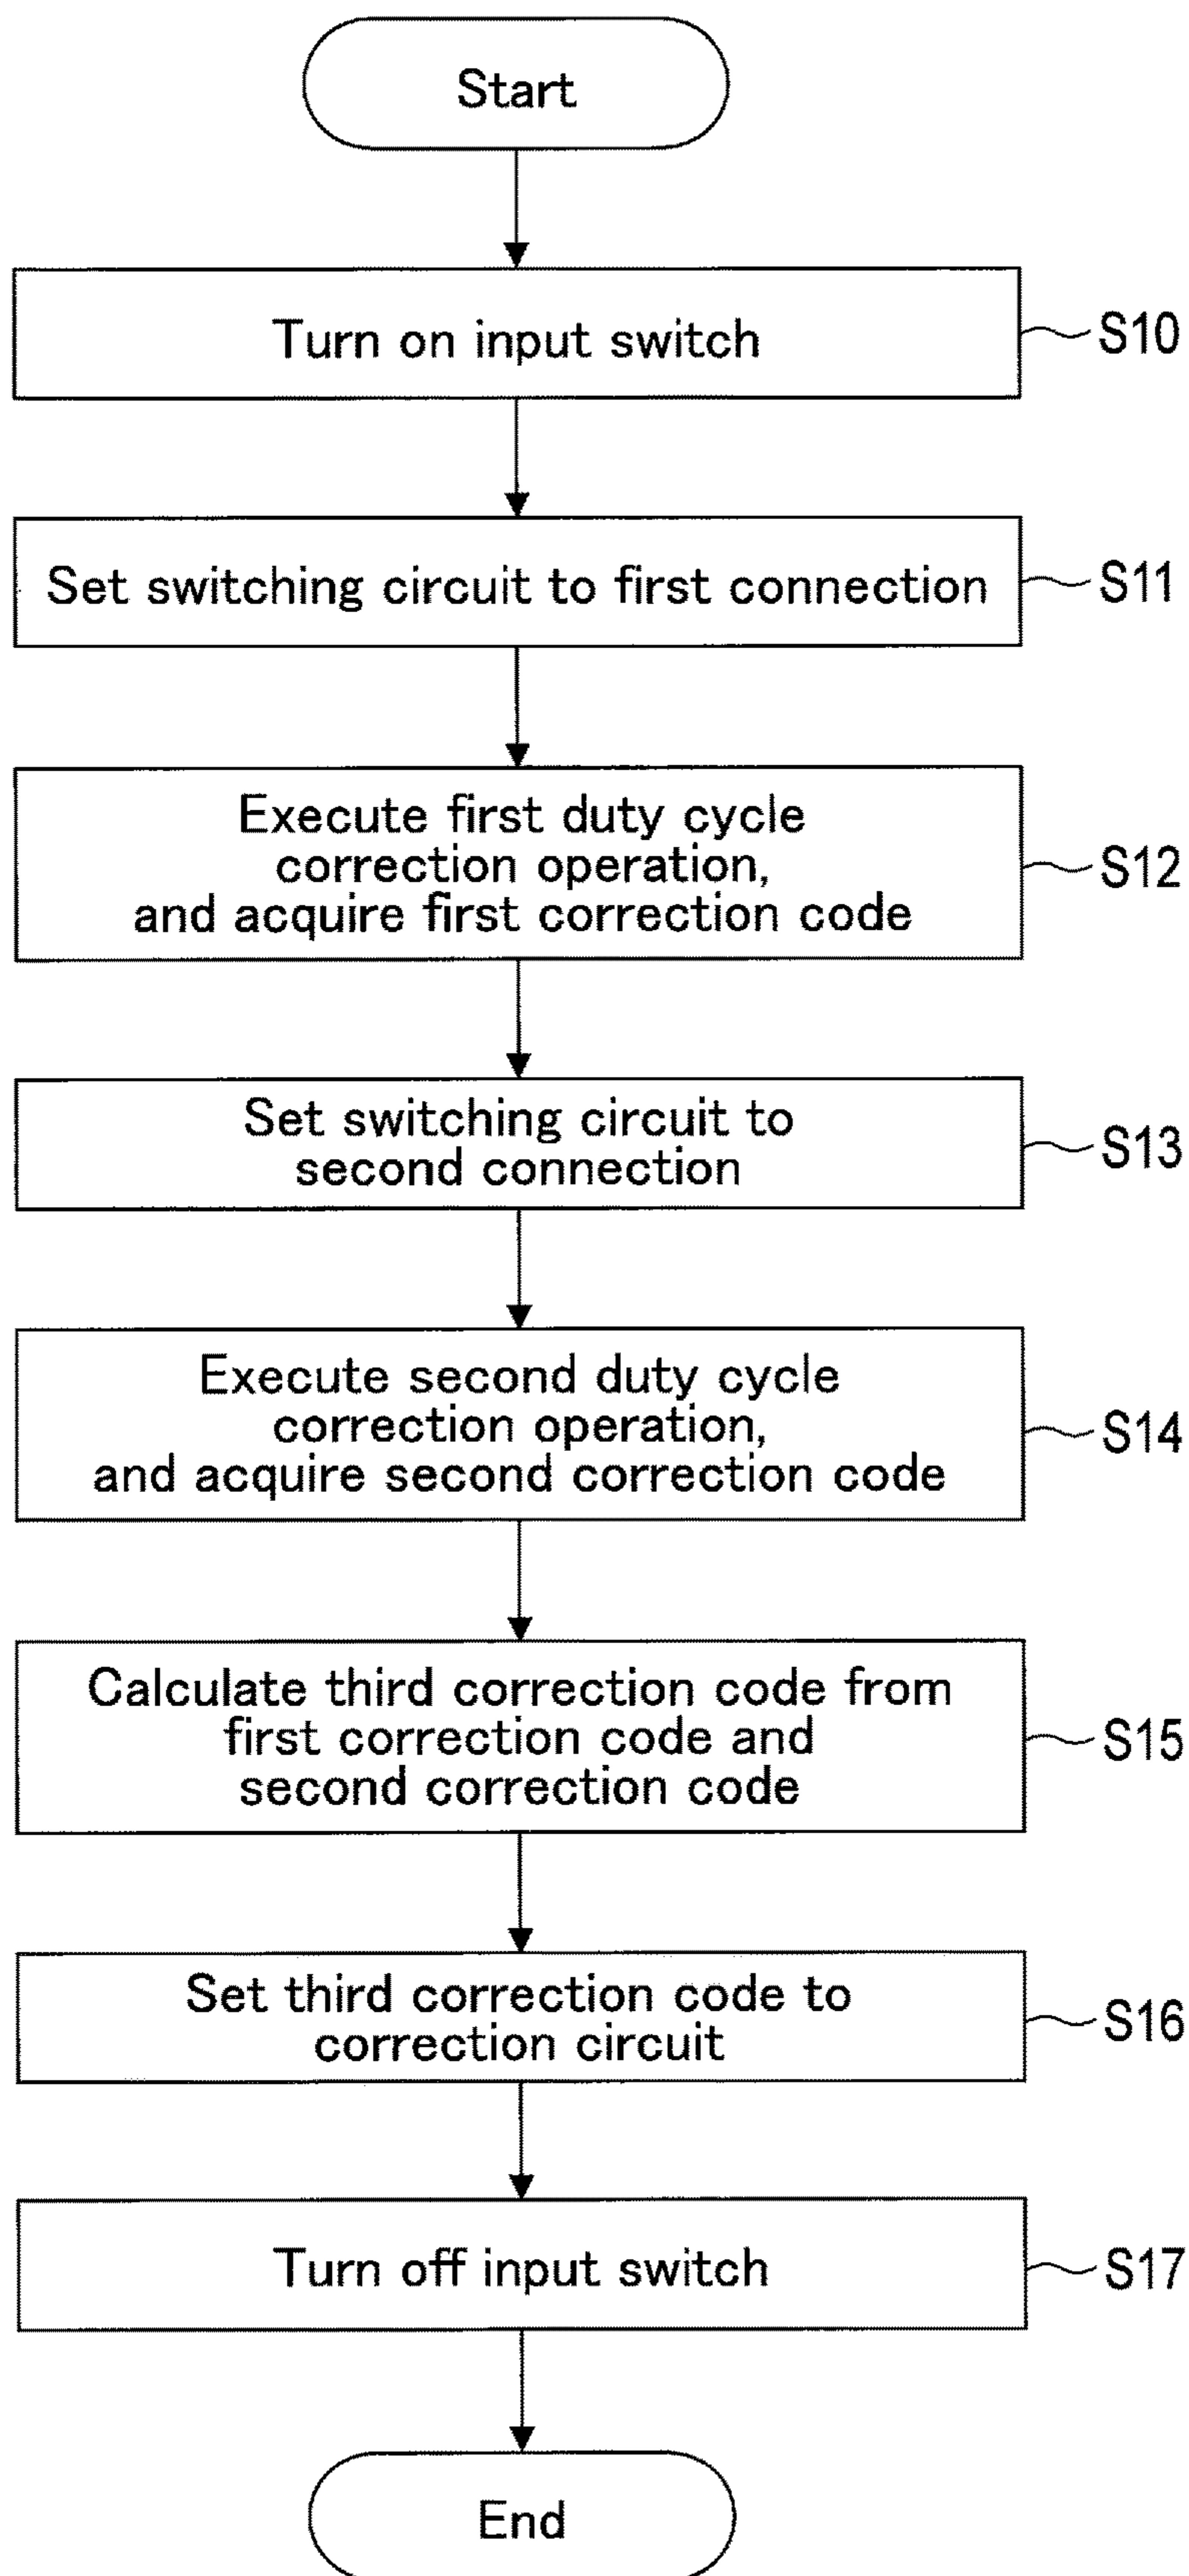 Start
Turn on input switch
S10
Set switching circuit to first connection
S11
Execute first duty cycle
correction operation,
and acquire first correction code
S12
Set switching circuit to
second connection
S13
Execute second duty cycle
correction operation,
and acquire second correction code
S14
Calculate third correction code from
first correction code and
second correction code
S15
Set third correction code to
correction circuit
S16
Turn off input switch
S17
End